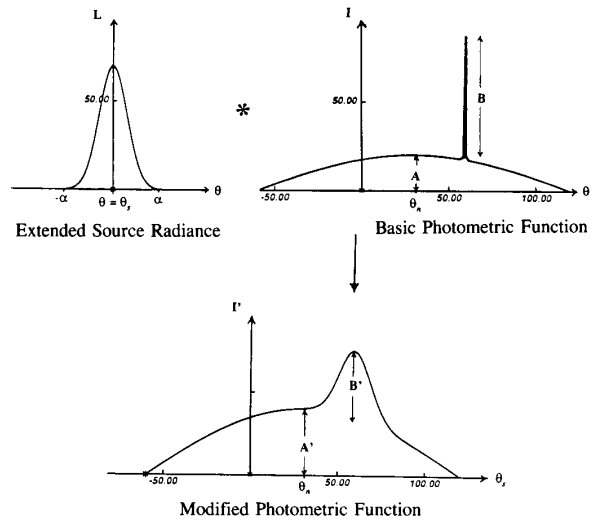 L
50.00
-α
θ = θs
α
θ
Extended Source Radiance
*
I
50.00
B
A
-50.00
θn
50.00
100.00
θ
Basic Photometric Function
I'
B'
A'
-50.00
θn
50.00
100.00
θs
Modified Photometric Function